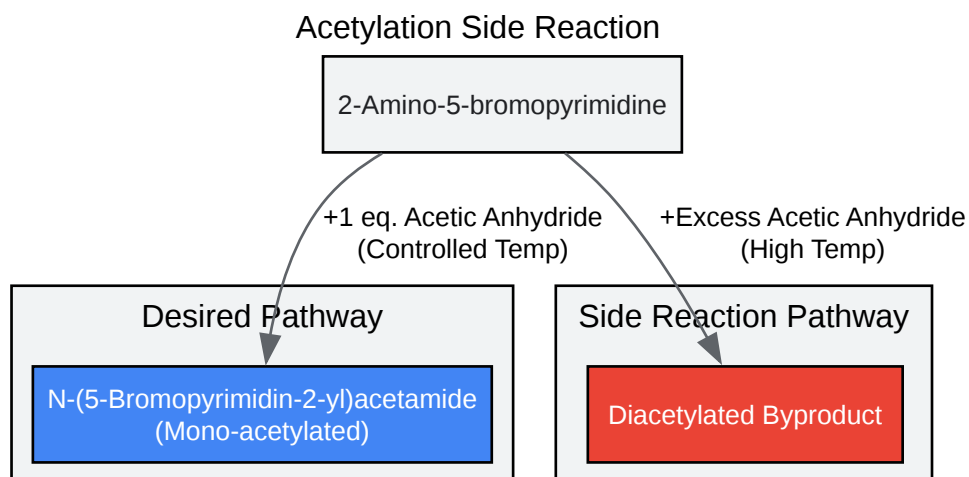 Acetylation Side Reaction
2-Amino-5-bromopyrimidine
+1 eq. Acetic Anhydride
(Controlled Temp)
+Excess Acetic Anhydride
(High Temp)
Desired Pathway
N-(5-Bromopyrimidin-2-yl)acetamide
(Mono-acetylated)
Side Reaction Pathway
Diacetylated Byproduct